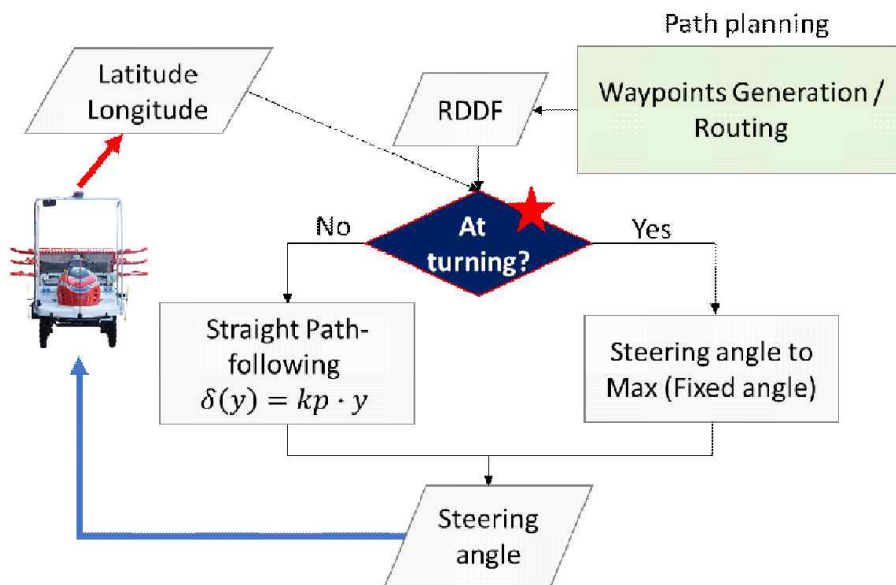 Path planning
Latitude
Longitude
RDDF
Waypoints Generation /
Routing
No
At
turning?
Yes
Straight Path-
following
δ(y) = kp · y
Steering angle to
Max (Fixed angle)
Steering
angle